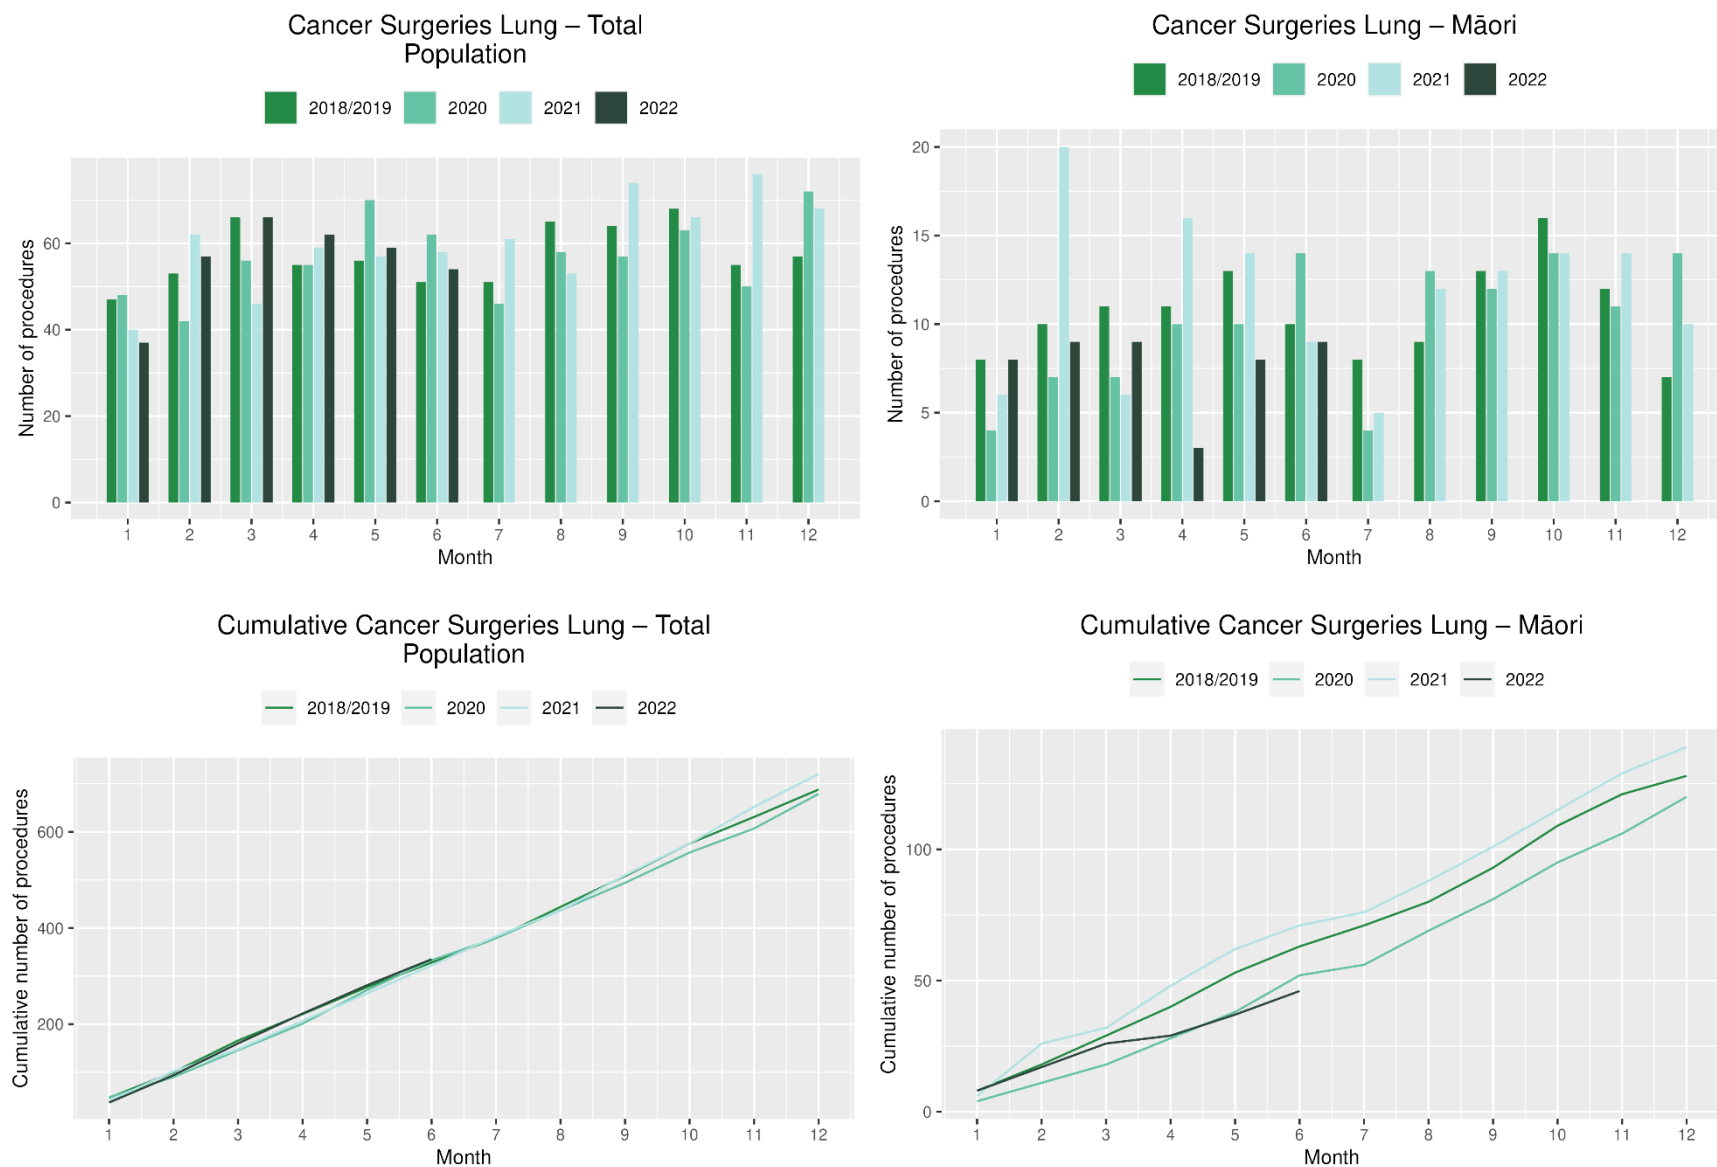 Cancer Surgeries Lung – Total
Population
2018/2019 2020 2021 2022
Number of procedures
60
40
20
0
1 2 3 4 5 6 7 8 9 10 11 12
Month
Cancer Surgeries Lung – Māori
2018/2019 2020 2021 2022
Number of procedures
20
15
10
5
0
1 2 3 4 5 6 7 8 9 10 11 12
Month
Cumulative Cancer Surgeries Lung – Total
Population
2018/2019 2020 2021 2022
Cumulative number of procedures
600
400
200
1 2 3 4 5 6 7 8 9 10 11 12
Month
Cumulative Cancer Surgeries Lung – Māori
2018/2019 2020 2021 2022
Cumulative number of procedures
100
50
0
1 2 3 4 5 6 7 8 9 10 11 12
Month